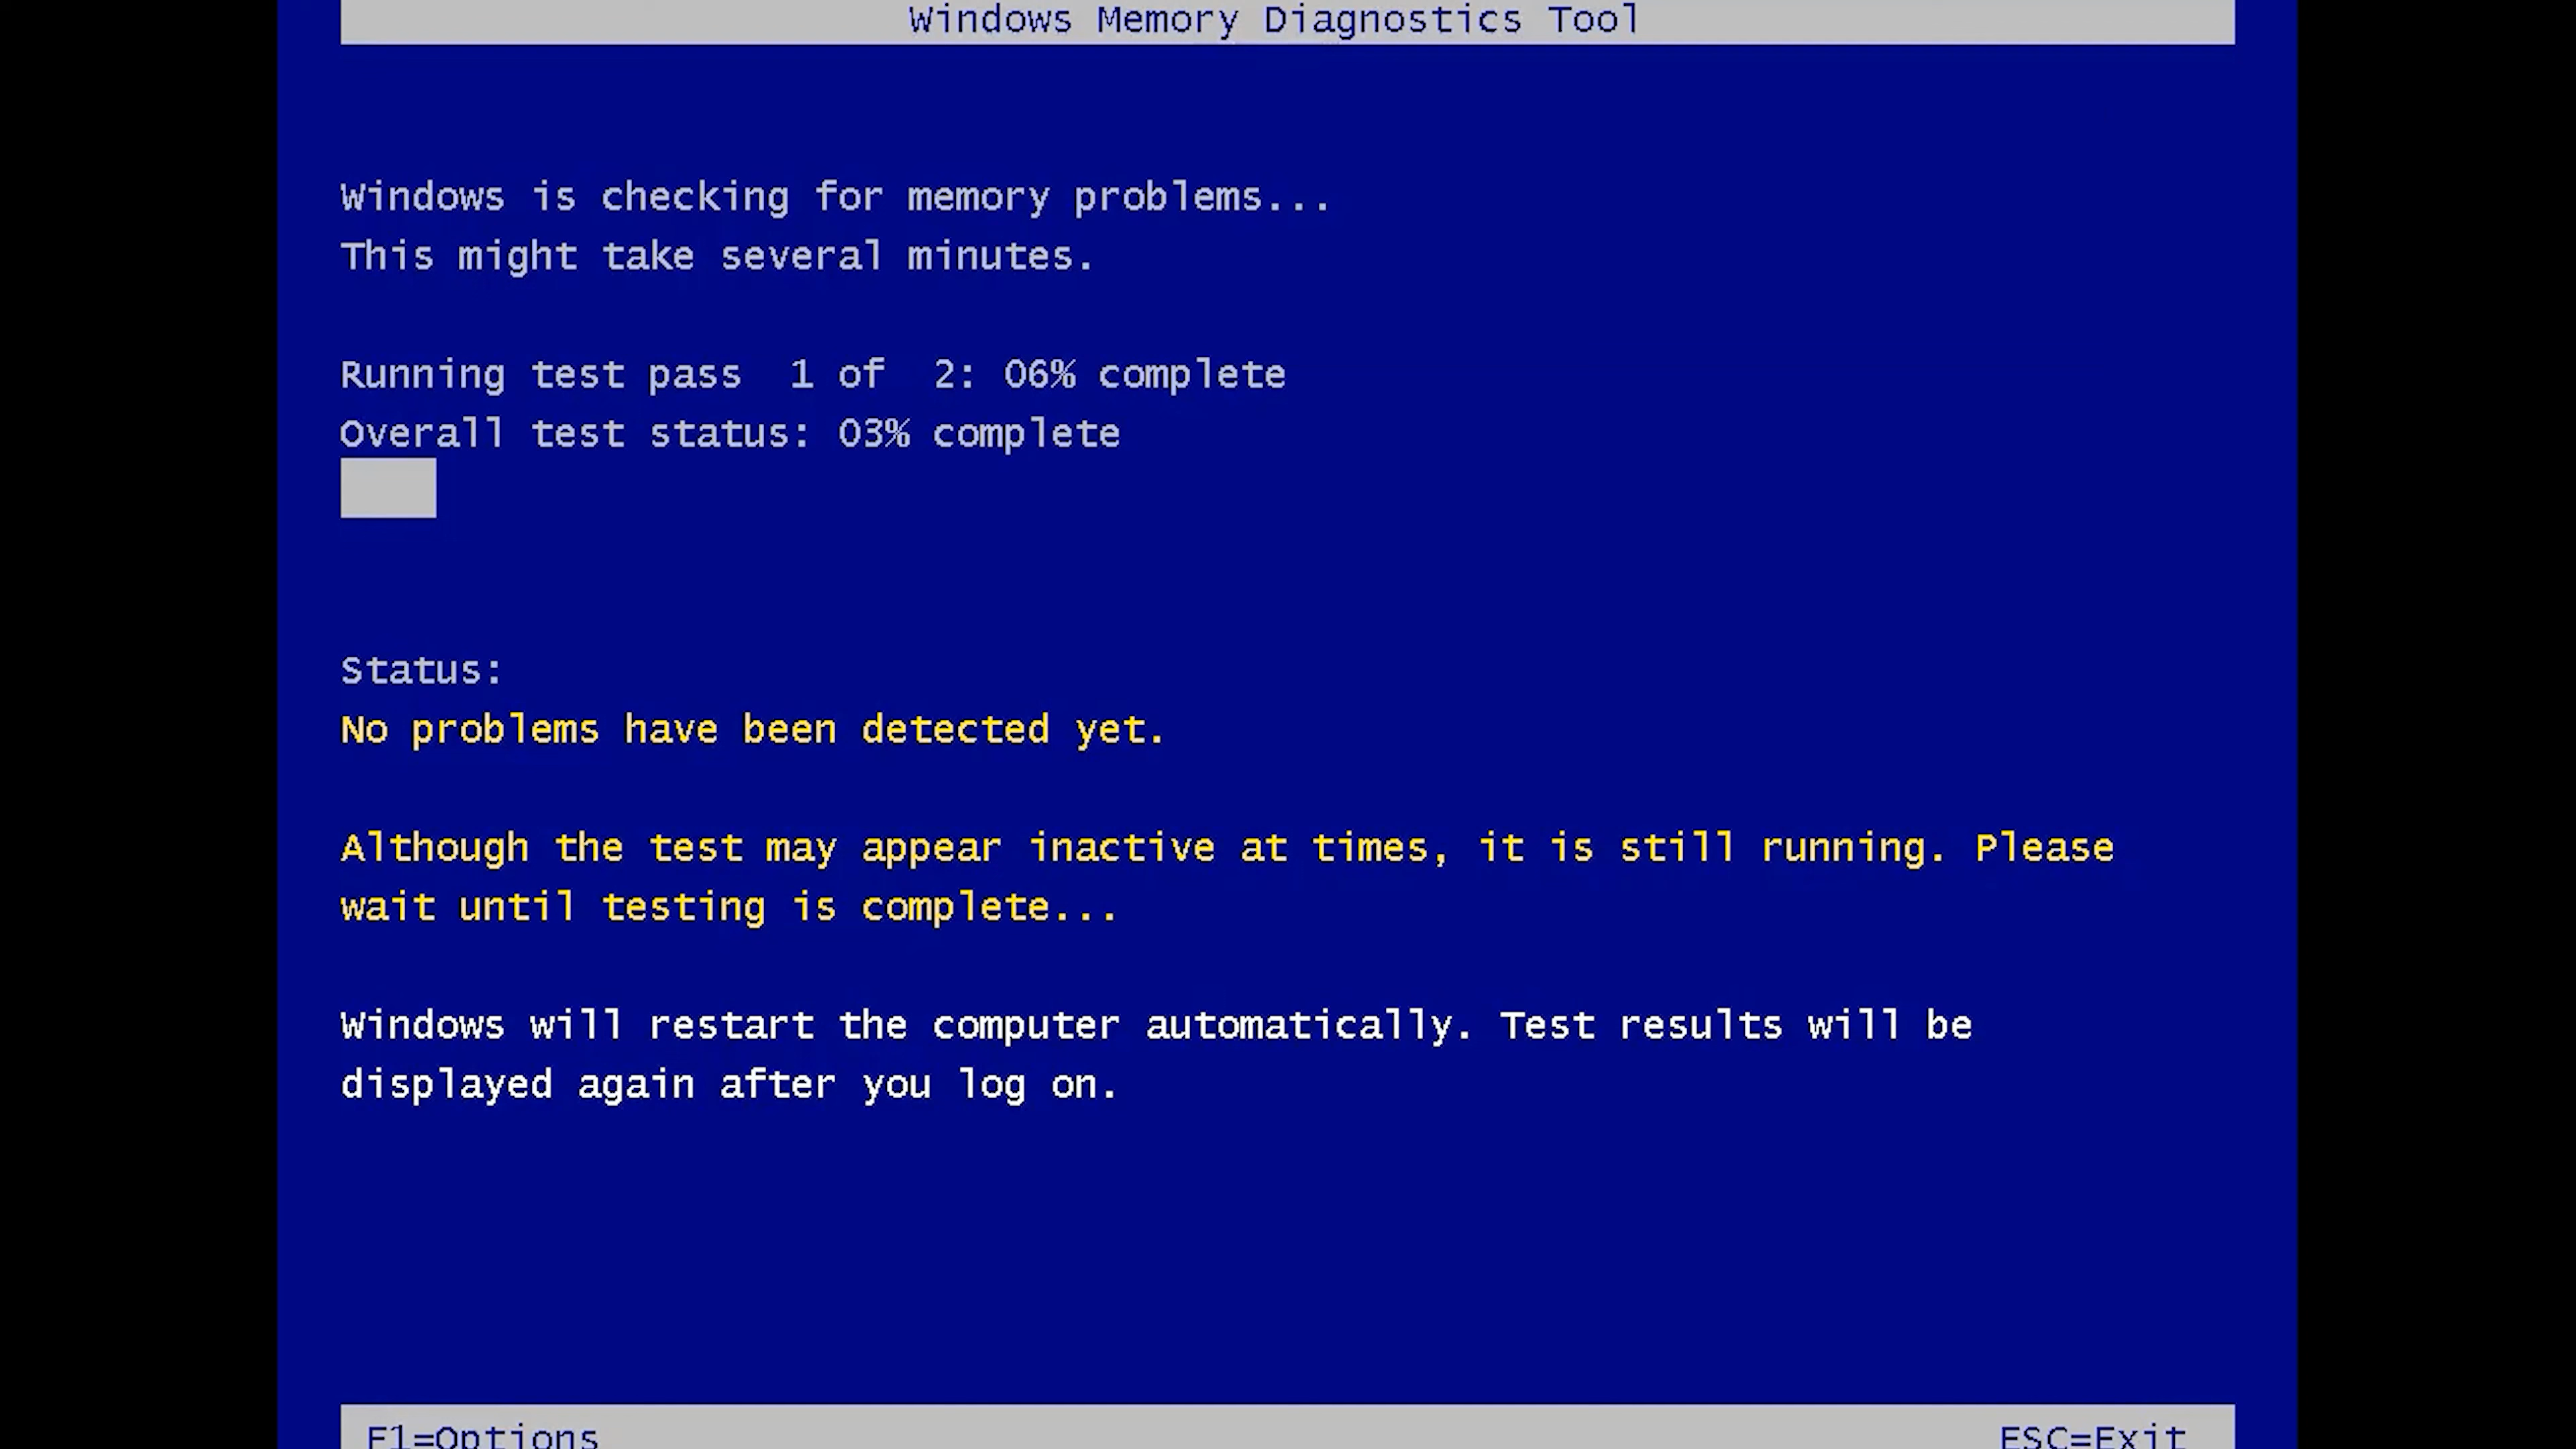 Windows Memory Diagnostics Tool
Windows is checking for memory problems...
This might take several minutes.
Running test pass  1 of  2: 06% complete
Overall test status: 03% complete
Status:
No problems have been detected yet.
Although the test may appear inactive at times, it is still running. Please
wait until testing is complete...
Windows will restart the computer automatically. Test results will be
displayed again after you log on.
F1=Options
ESC=Exit